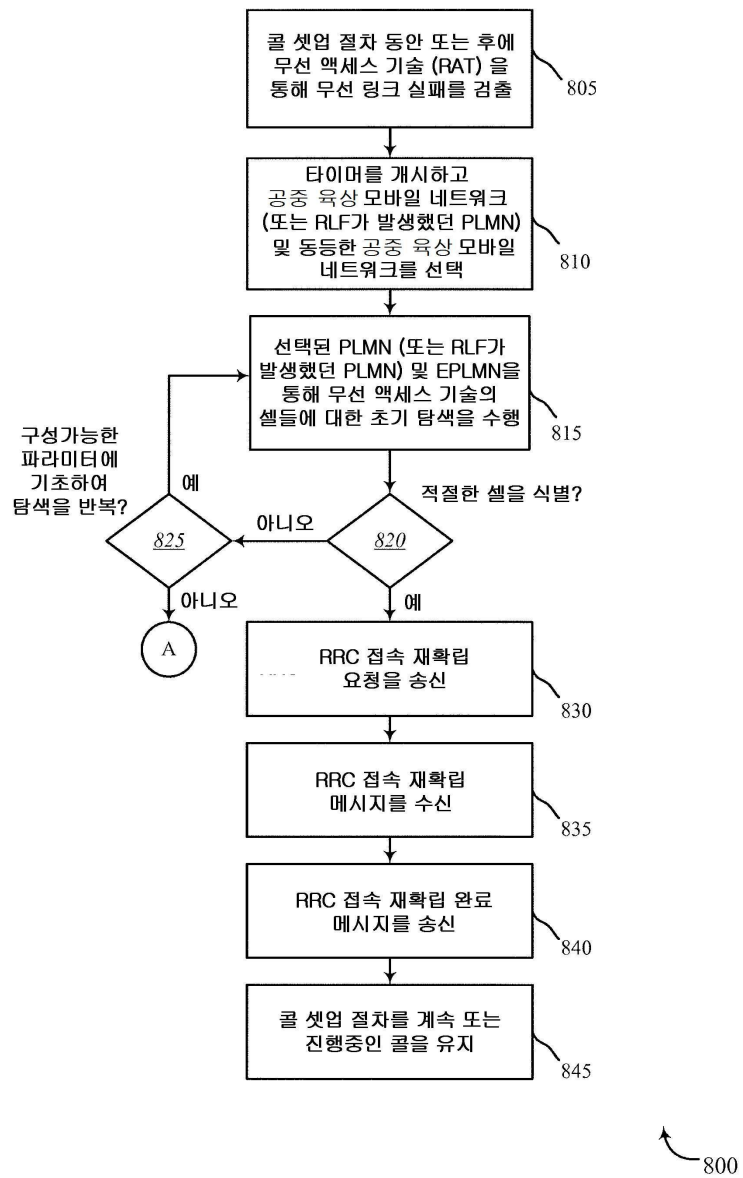 콜 셋업 절차 동안 또는 후에
무선 액세스 기술 (RAT) 을
통해 무선 링크 실패를 검출
805
타이머를 개시하고
공중 육상 모바일 네트워크
(또는 RLF가 발생했던 PLMN)
및 동등한 공중 육상 모바일
네트워크를 선택
810
선택된 PLMN (또는 RLF가
발생했던 PLMN) 및 EPLMN을
통해 무선 액세스 기술의
셀들에 대한 초기 탐색을 수행
815
구성가능한
파라미터에
기초하여
탐색을 반복?
예
825
아니오
적절한 셀을 식별?
820
아니오
예
A
RRC 접속 재확립
요청을 송신
830
RRC 접속 재확립
메시지를 수신
835
RRC 접속 재확립 완료
메시지를 송신
840
콜 셋업 절차를 계속 또는
진행중인 콜을 유지
845
800